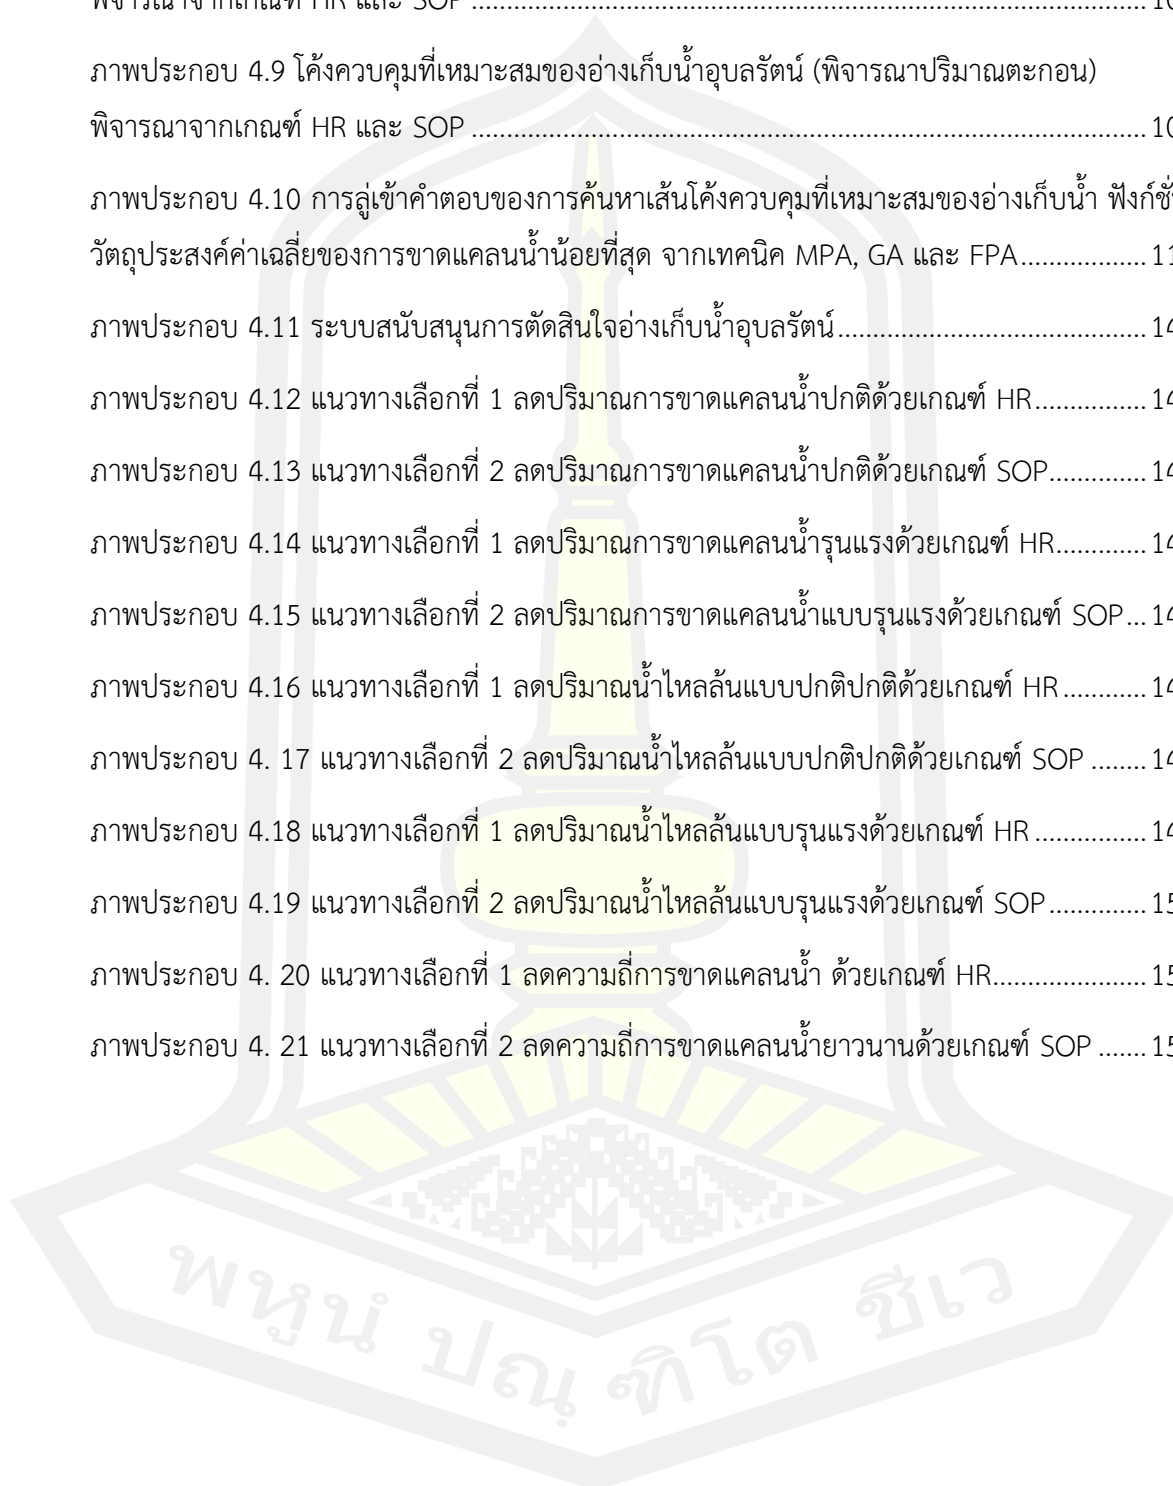 พิจารณาจากเกณฑ์ HR และ SOP ........................................................................................... 10
ภาพประกอบ 4.9 โค้งควบคุมที่เหมาะสมของอ่างเก็บน้ำอุบลรัตน์ (พิจารณาปริมาณตะกอน)
พิจารณาจากเกณฑ์ HR และ SOP ........................................................................................... 10
ภาพประกอบ 4.10 การลู่เข้าคำตอบของการค้นหาเส้นโค้งควบคุมที่เหมาะสมของอ่างเก็บน้ำ ฟังก์ชั่
วัตถุประสงค์ค่าเฉลี่ยของการขาดแคลนน้ำน้อยที่สุด จากเทคนิค MPA, GA และ FPA.................. 11
ภาพประกอบ 4.11 ระบบสนับสนุนการตัดสินใจอ่างเก็บน้ำอุบลรัตน์........................................... 14
ภาพประกอบ 4.12 แนวทางเลือกที่ 1 ลดปริมาณการขาดแคลนน้ำปกติด้วยเกณฑ์ HR................ 14
ภาพประกอบ 4.13 แนวทางเลือกที่ 2 ลดปริมาณการขาดแคลนน้ำปกติด้วยเกณฑ์ SOP.............. 14
ภาพประกอบ 4.14 แนวทางเลือกที่ 1 ลดปริมาณการขาดแคลนน้ำรุนแรงด้วยเกณฑ์ HR............. 14
ภาพประกอบ 4.15 แนวทางเลือกที่ 2 ลดปริมาณการขาดแคลนน้ำแบบรุนแรงด้วยเกณฑ์ SOP... 14
ภาพประกอบ 4.16 แนวทางเลือกที่ 1 ลดปริมาณน้ำไหลล้นแบบปกติปกติด้วยเกณฑ์ HR ............ 14
ภาพประกอบ 4. 17 แนวทางเลือกที่ 2 ลดปริมาณน้ำไหลล้นแบบปกติปกติด้วยเกณฑ์ SOP ........ 14
ภาพประกอบ 4.18 แนวทางเลือกที่ 1 ลดปริมาณน้ำไหลล้นแบบรุนแรงด้วยเกณฑ์ HR ................ 14
ภาพประกอบ 4.19 แนวทางเลือกที่ 2 ลดปริมาณน้ำไหลล้นแบบรุนแรงด้วยเกณฑ์ SOP.............. 15
ภาพประกอบ 4. 20 แนวทางเลือกที่ 1 ลดความถี่การขาดแคลนน้ำ ด้วยเกณฑ์ HR...................... 15
ภาพประกอบ 4. 21 แนวทางเลือกที่ 2 ลดความถี่การขาดแคลนน้ำยาวนานด้วยเกณฑ์ SOP ....... 15
พหูนํ ปณฺฑิโต ชีเว